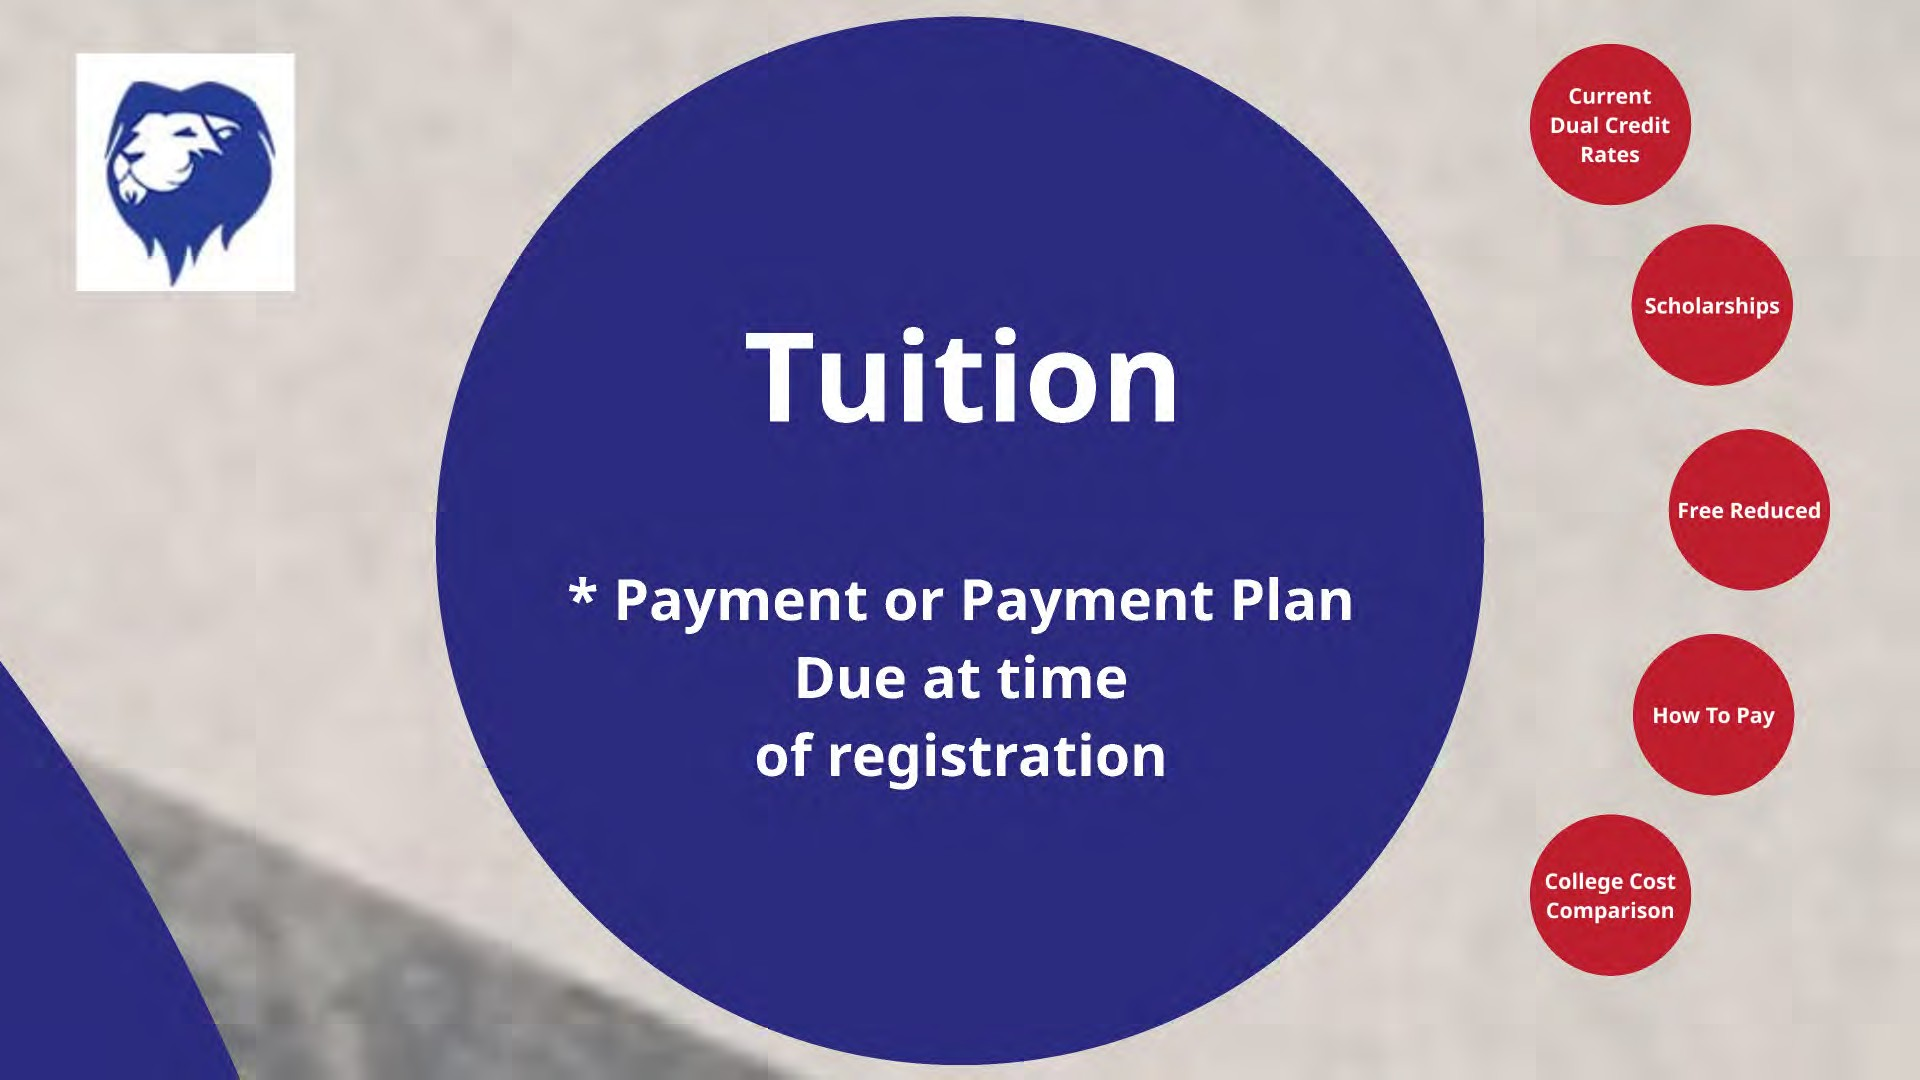 Tuition
* Payment or Payment Plan
Due at time
of registration
Current
Dual Credit
Rates
Scholarships
Free Reduced
How To Pay
College Cost
Comparison